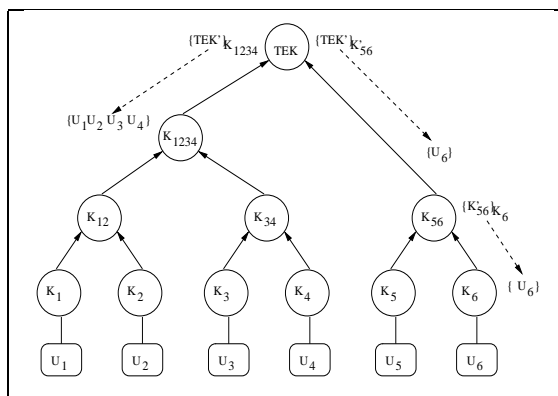 {TEK'}K1234 TEK {TEK'}K'56
{U1U2 U3 U4}
K1234
{U6}
K12 K34 K56 {K'56}K6
K1 K2 K3 K4 K5 K6 { U6}
U1 U2 U3 U4 U5 U6